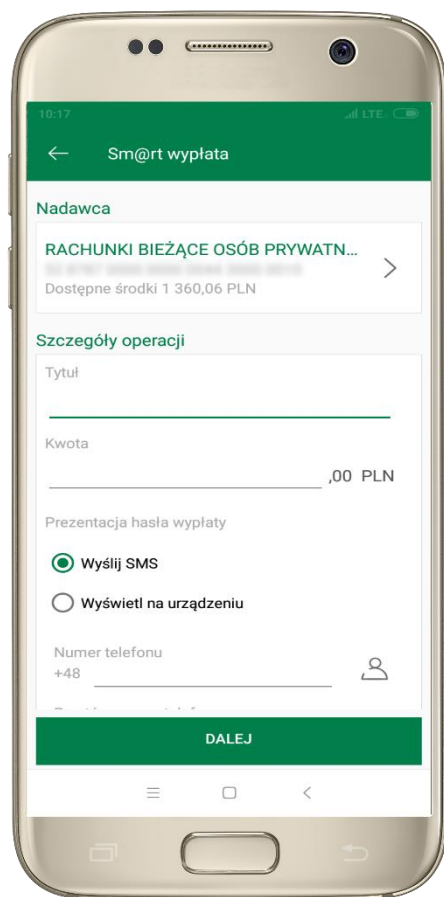 10:17 LTE
Sm@rt wypłata
Nadawca
RACHUNKI BIEŻĄCE OSÓB PRYWATN...
Dostępne środki 1 360,06 PLN
Szczegóły operacji
Tytuł
Kwota
,00 PLN
Prezentacja hasła wypłaty
Wyślij SMS
Wyświetl na urządzeniu
Numer telefonu
+48
DALEJ